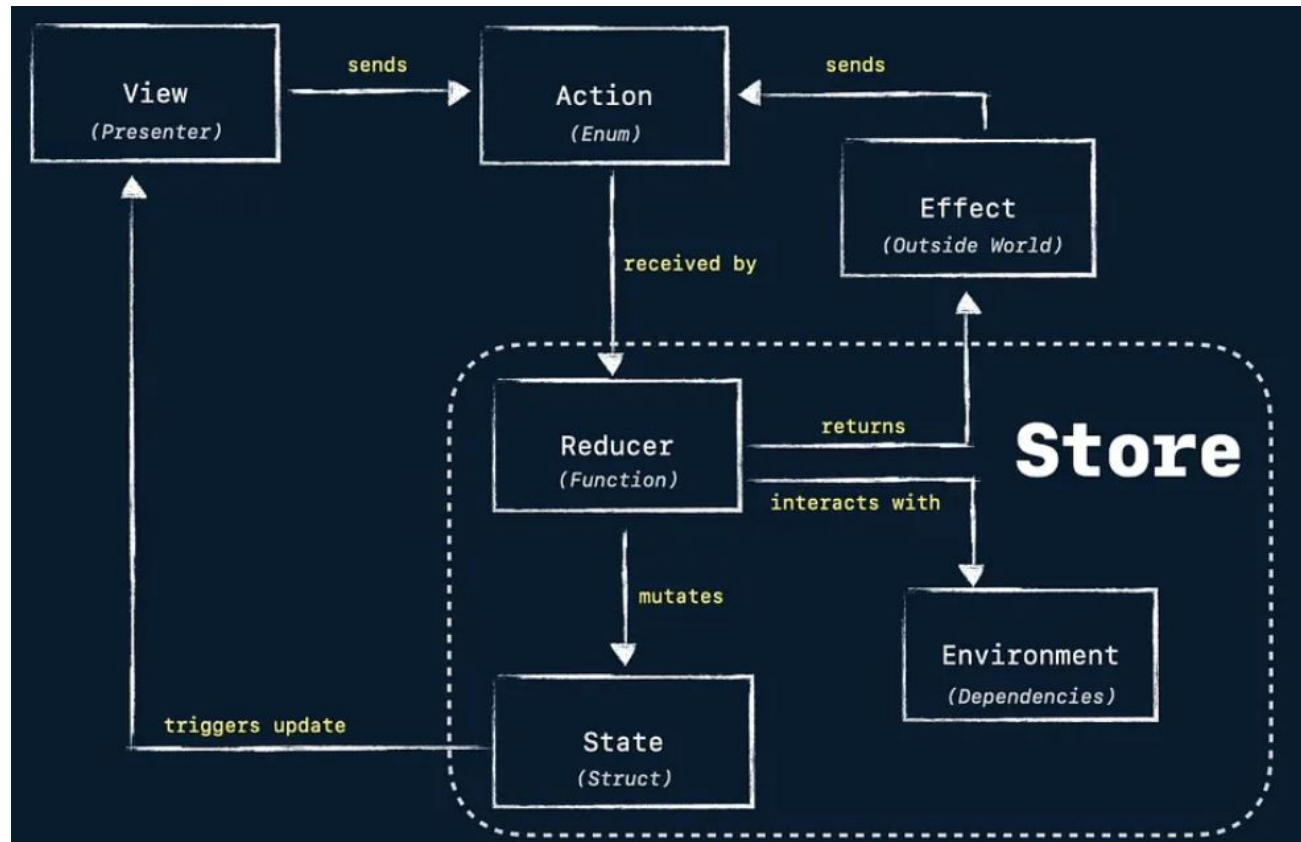 sends
sends
View
(Presenter)
Action
(Enum)
Effect
(Outside World)
received by
Store
returns
Reducer
(Function)
interacts with
mutates
Environment
(Dependencies)
triggers update
State
(Struct)